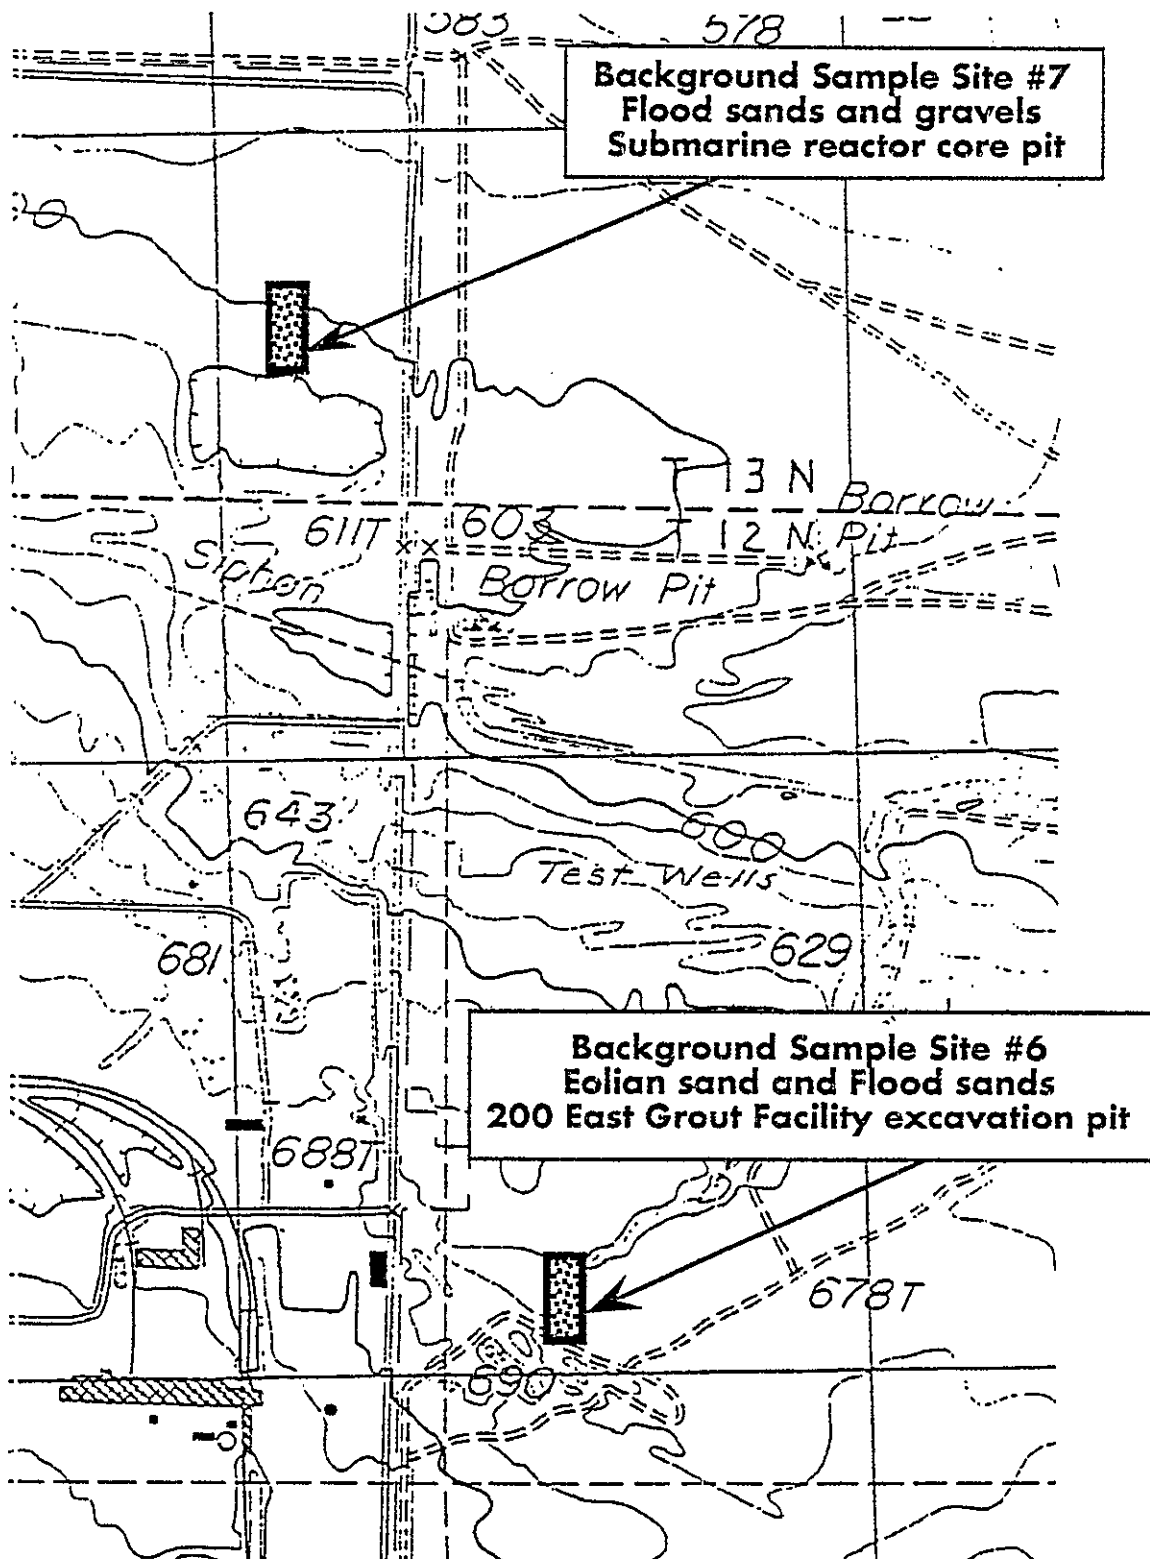 583
578
Background Sample Site #7
Flood sands and gravels
Submarine reactor core pit
T 13 N
Borrow
Pit
611T
603
T 12 N
Siphon
Borrow Pit
643
600
Test Wells
681
629
Background Sample Site #6
Eolian sand and Flood sands
200 East Grout Facility excavation pit
688T
678T
690